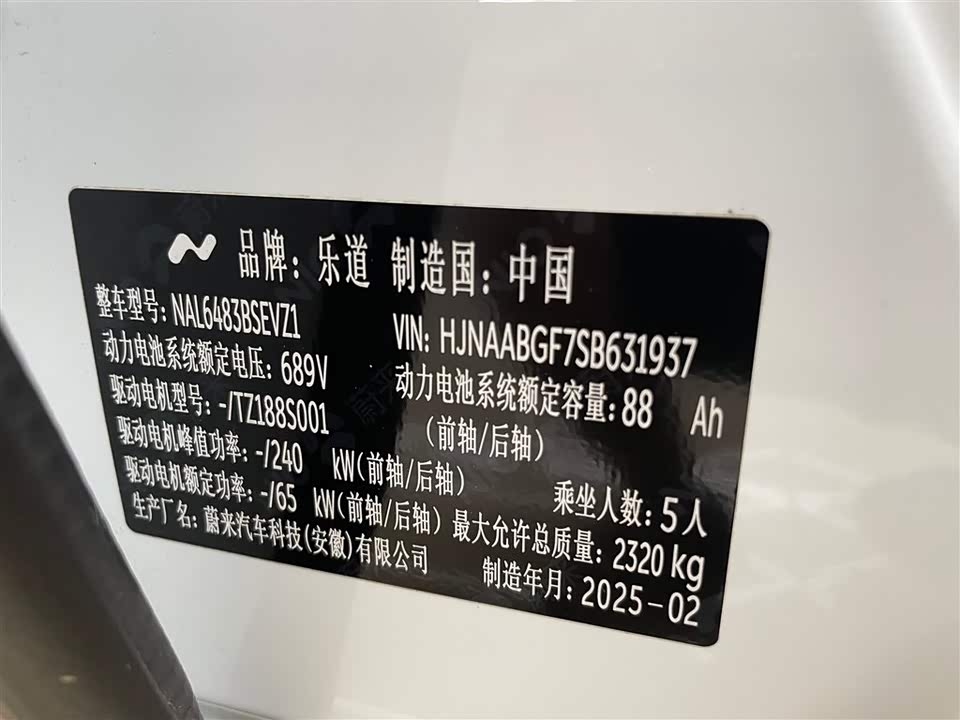 品牌：乐道 制造国：中国
整车型号：NAL6483BSEVZ1 VIN：HJNAABGF7SB631937
动力电池系统额定电压：689V 动力电池系统额定容量：88 Ah
驱动电机型号：-/TZ188S001 （前轴/后轴）
驱动电机峰值功率：-/240 kW（前轴/后轴） 乘坐人数：5人
驱动电机额定功率：-/65 kW（前轴/后轴） 最大允许总质量：2320 kg
生产厂名：蔚来汽车科技(安徽)有限公司 制造年月：2025-02